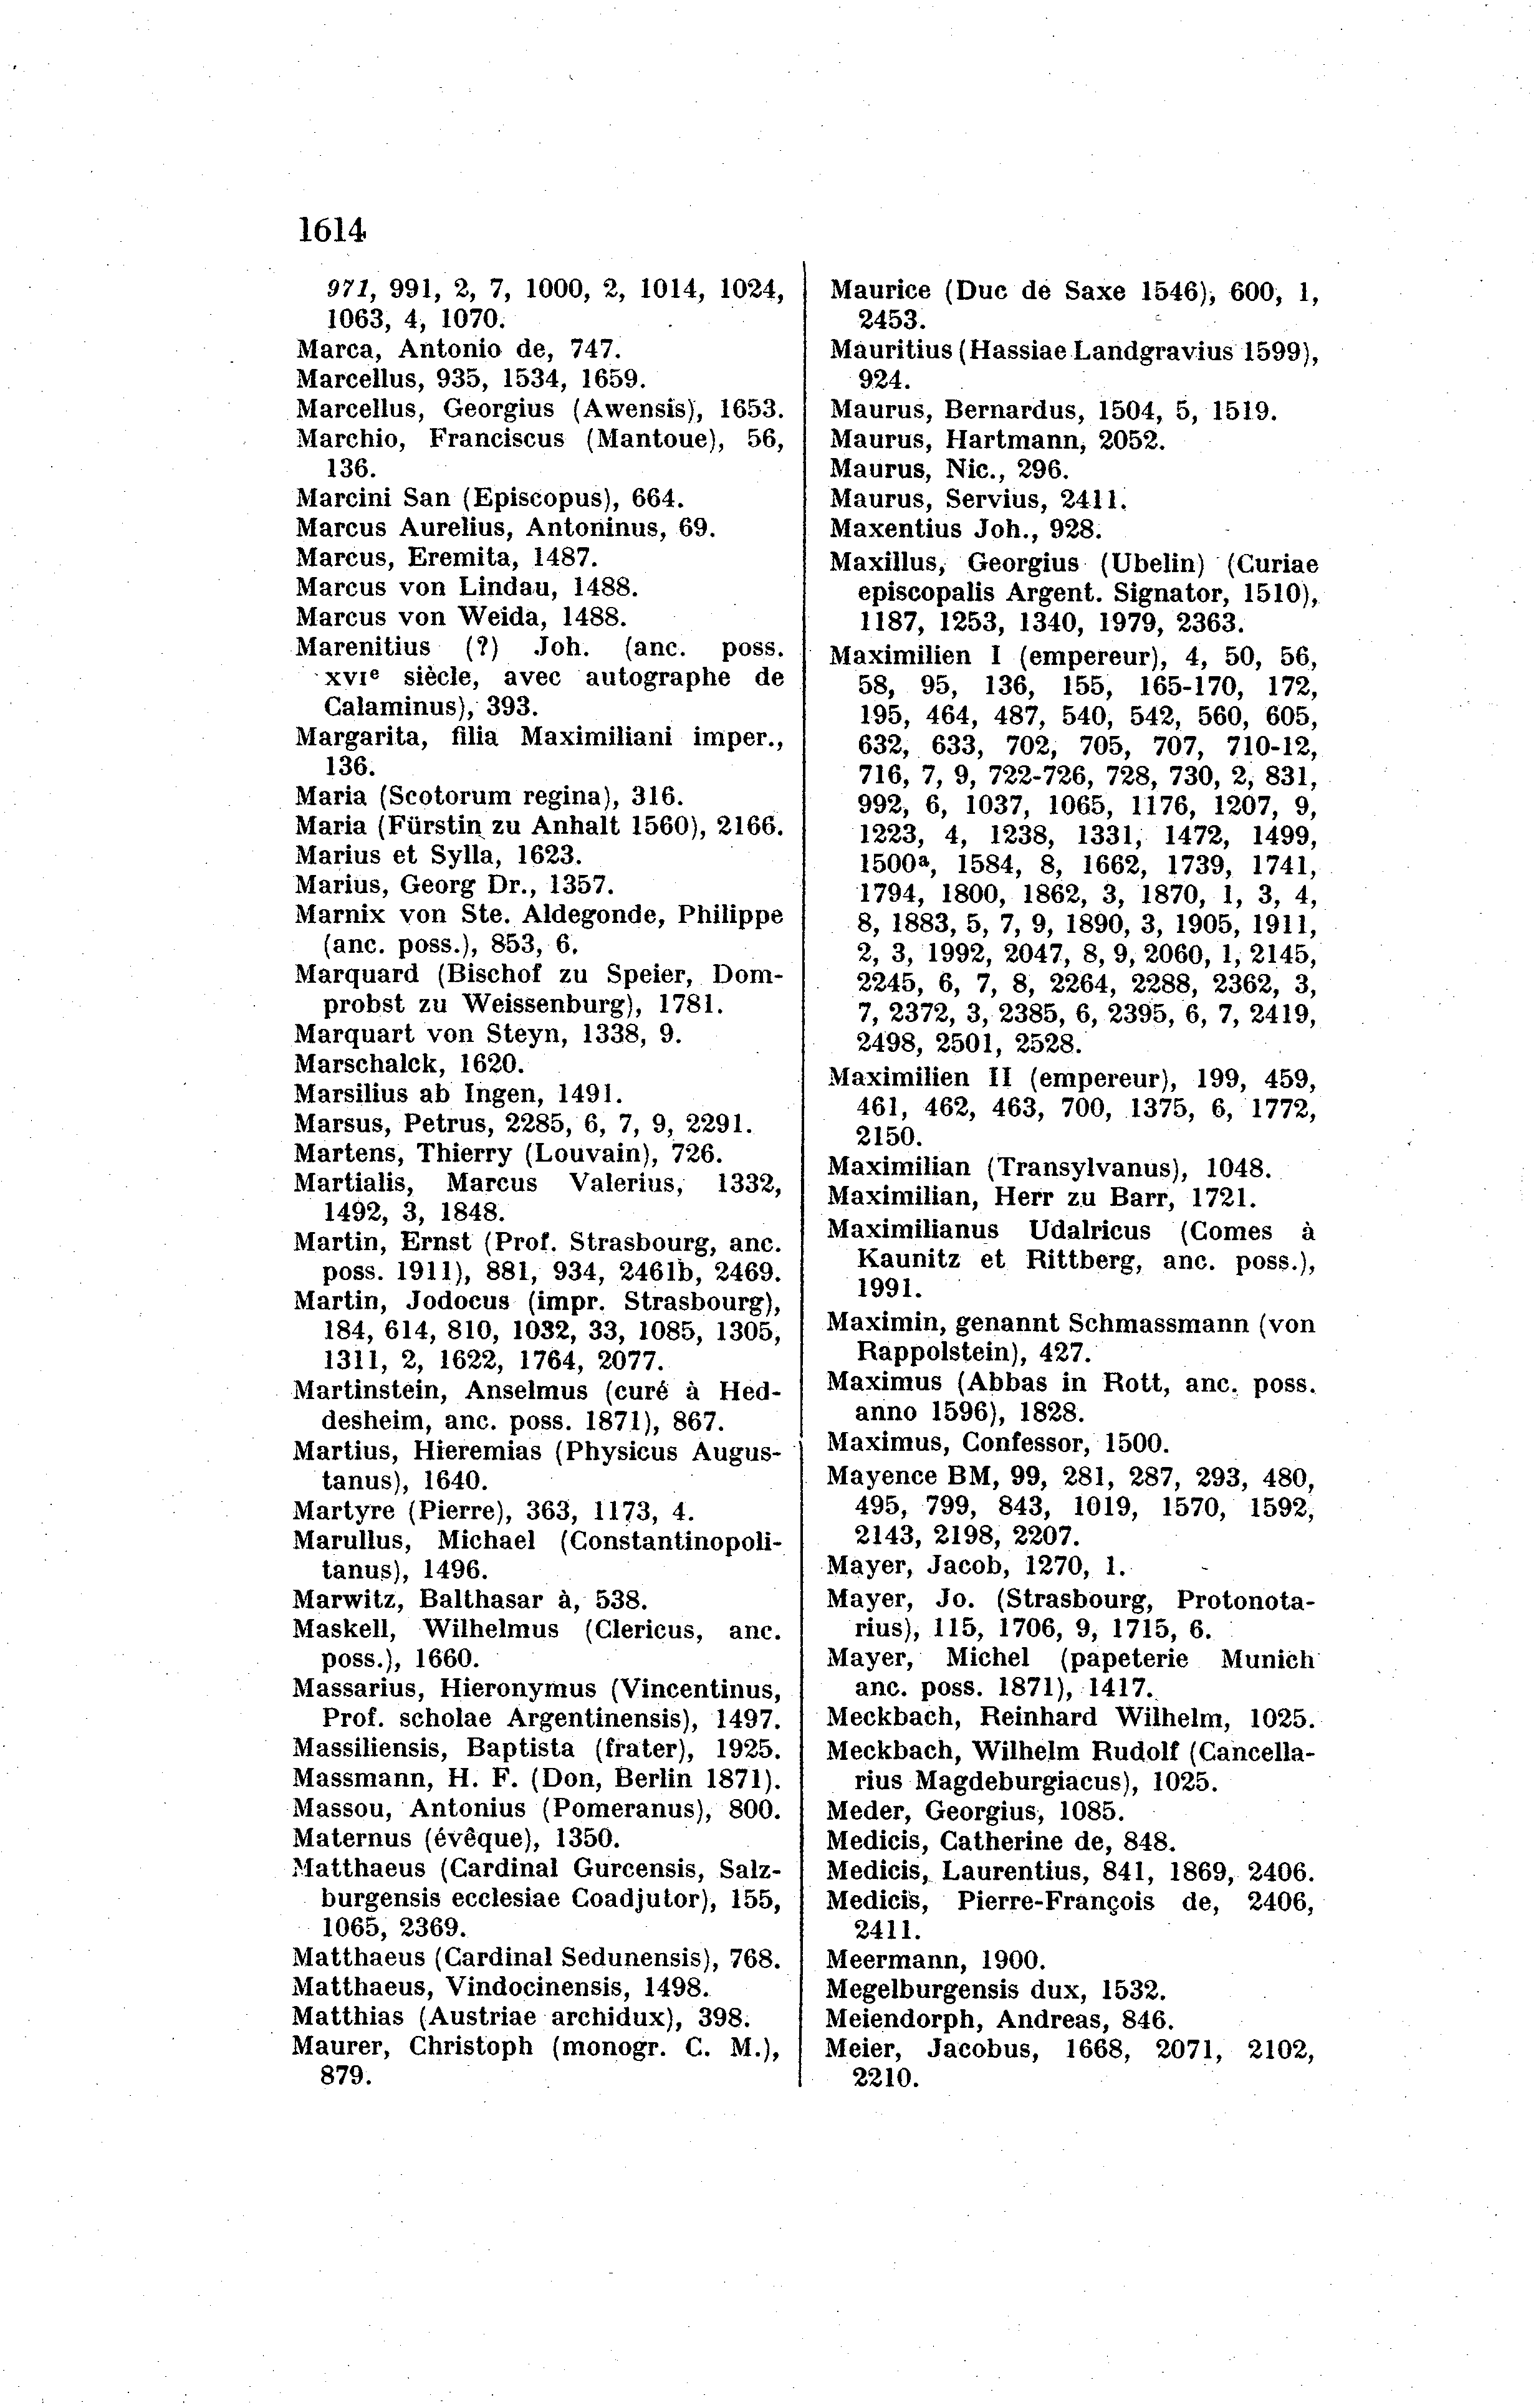 1614
971, 991, 2, 7, 1000, 2, 1014, 1024,
1063, 4, 1070.
Marca, Antonio de, 747.
Marcellus, 935, 1534, 1659.
Marcellus, Georgius (Awensis), 1653.
Marchio, Franciscus (Mantoue), 56,
136.
Marcini San (Episcopus), 664.
Marcus Aurelius, Antoninus, 69.
Marcus, Eremita, 1487.
Marcus von Lindau, 1488.
Marcus von Weida, 1488.
Marenitius (?) Joh. (anc. poss.
XVIe siècle, avec autographe de
Calaminus), 393.
Margarita, filia Maximiliani imper.,
136.
Maria (Scotorum regina), 316.
Maria (Fürstin zu Anhalt 1560), 2166.
Marius et Sylla, 1623.
Marius, Georg Dr., 1357.
Marnix von Ste. Aldegonde, Philippe
(anc. poss.), 853, 6.
Marquard (Bischof zu Speier, Dom-
probst zu Weissenburg), 1781.
Marquart von Steyn, 1338, 9.
Marschalck, 1620.
Marsilius ab Ingen, 1491.
Marsus, Petrus, 2285, 6, 7, 9, 2291.
Martens, Thierry (Louvain), 726.
Martialis, Marcus Valerius, 1332,
1492, 3, 1848.
Martin, Ernst (Prof. Strasbourg, anc.
poss. 1911), 881, 934, 2461b, 2469.
Martin, Jodocus (impr. Strasbourg),
184, 614, 810, 1032, 33, 1085, 1305,
1311, 2, 1622, 1764, 2077.
Martinstein, Anselmus (curé à Hed-
desheim, anc. poss. 1871), 867.
Martius, Hieremias (Physicus Augus-
tanus), 1640.
Martyre (Pierre), 363, 1173, 4.
Marullus, Michael (Constantinopoli-
tanus), 1496.
Marwitz, Balthasar à, 538.
Maskell, Wilhelmus (Clericus, anc.
poss.), 1660.
Massarius, Hieronymus (Vincentinus,
Prof. scholae Argentinensis), 1497.
Massiliensis, Baptista (frater), 1925.
Massmann, H. F. (Don, Berlin 1871).
Massou, Antonius (Pomeranus), 800.
Maternus (évêque), 1350.
Matthaeus (Cardinal Gurcensis, Salz-
burgensis ecclesiae Coadjutor), 155,
1065, 2369.
Matthaeus (Cardinal Sedunensis), 768.
Matthaeus, Vindocinensis, 1498.
Matthias (Austriae archidux), 398.
Maurer, Christoph (monogr. C. M.),
879.
Maurice (Duc de Saxe 1546), 600, 1,
2453.
Mauritius (Hassiae Landgravius 1599),
924.
Maurus, Bernardus, 1504, 5, 1519.
Maurus, Hartmann, 2052.
Maurus, Nic., 296.
Maurus, Servius, 2411.
Maxentius Joh., 928.
Maxillus, Georgius (Ubelin) (Curiae
episcopalis Argent. Signator, 1510),
1187, 1253, 1340, 1979, 2363.
Maximilien I (empereur), 4, 50, 56,
58, 95, 136, 155, 165-170, 172,
195, 464, 487, 540, 542, 560, 605,
632, 633, 702, 705, 707, 710-12,
716, 7, 9, 722-726, 728, 730, 2, 831,
992, 6, 1037, 1065, 1176, 1207, 9,
1223, 4, 1238, 1331, 1472, 1499,
1500a, 1584, 8, 1662, 1739, 1741,
1794, 1800, 1862, 3, 1870, 1, 3, 4,
8, 1883, 5, 7, 9, 1890, 3, 1905, 1911,
2, 3, 1992, 2047, 8, 9, 2060, 1, 2145,
2245, 6, 7, 8, 2264, 2288, 2362, 3,
7, 2372, 3, 2385, 6, 2395, 6, 7, 2419,
2498, 2501, 2528.
Maximilien II (empereur), 199, 459,
461, 462, 463, 700, 1375, 6, 1772,
2150.
Maximilian (Transylvanus), 1048.
Maximilian, Herr zu Barr, 1721.
Maximilianus Udalricus (Comes à
Kaunitz et Rittberg, anc. poss.),
1991.
Maximin, genannt Schmassmann (von
Rappolstein), 427.
Maximus (Abbas in Rott, anc. poss.
anno 1596), 1828.
Maximus, Confessor, 1500.
Mayence BM, 99, 281, 287, 293, 480,
495, 799, 843, 1019, 1570, 1592,
2143, 2198, 2207.
Mayer, Jacob, 1270, 1.
Mayer, Jo. (Strasbourg, Protonota-
rius), 115, 1706, 9, 1715, 6.
Mayer, Michel (papeterie Munich
anc. poss. 1871), 1417.
Meckbach, Reinhard Wilhelm, 1025.
Meckbach, Wilhelm Rudolf (Cancella-
rius Magdeburgiacus), 1025.
Meder, Georgius, 1085.
Medicis, Catherine de, 848.
Medicis, Laurentius, 841, 1869, 2406.
Medicis, Pierre-François de, 2406,
2411.
Meermann, 1900.
Megelburgensis dux, 1532.
Meiendorph, Andreas, 846.
Meier, Jacobus, 1668, 2071, 2102,
2210.